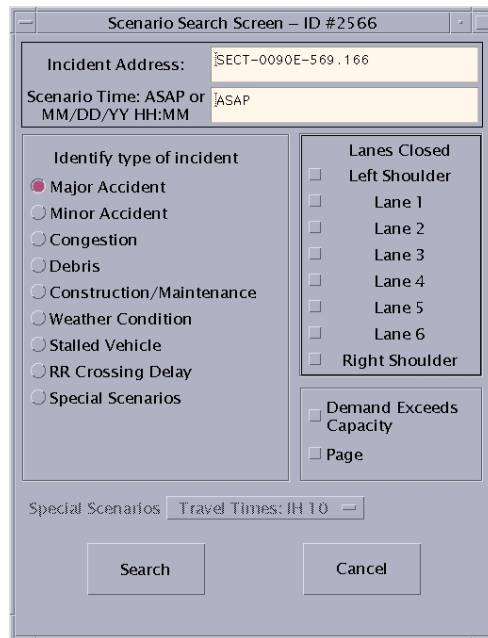 Scenario Search Screen – ID #2566
Incident Address:
SECT-0090E-569.166
Scenario Time: ASAP or
MM/DD/YY HH:MM
ASAP
Identify type of incident
Major Accident
Minor Accident
Congestion
Debris
Construction/Maintenance
Weather Condition
Stalled Vehicle
RR Crossing Delay
Special Scenarios
Lanes Closed
Left Shoulder
Lane 1
Lane 2
Lane 3
Lane 4
Lane 5
Lane 6
Right Shoulder
Demand Exceeds
Capacity
Page
Special Scenarios
Travel Times: IH 10
Search
Cancel